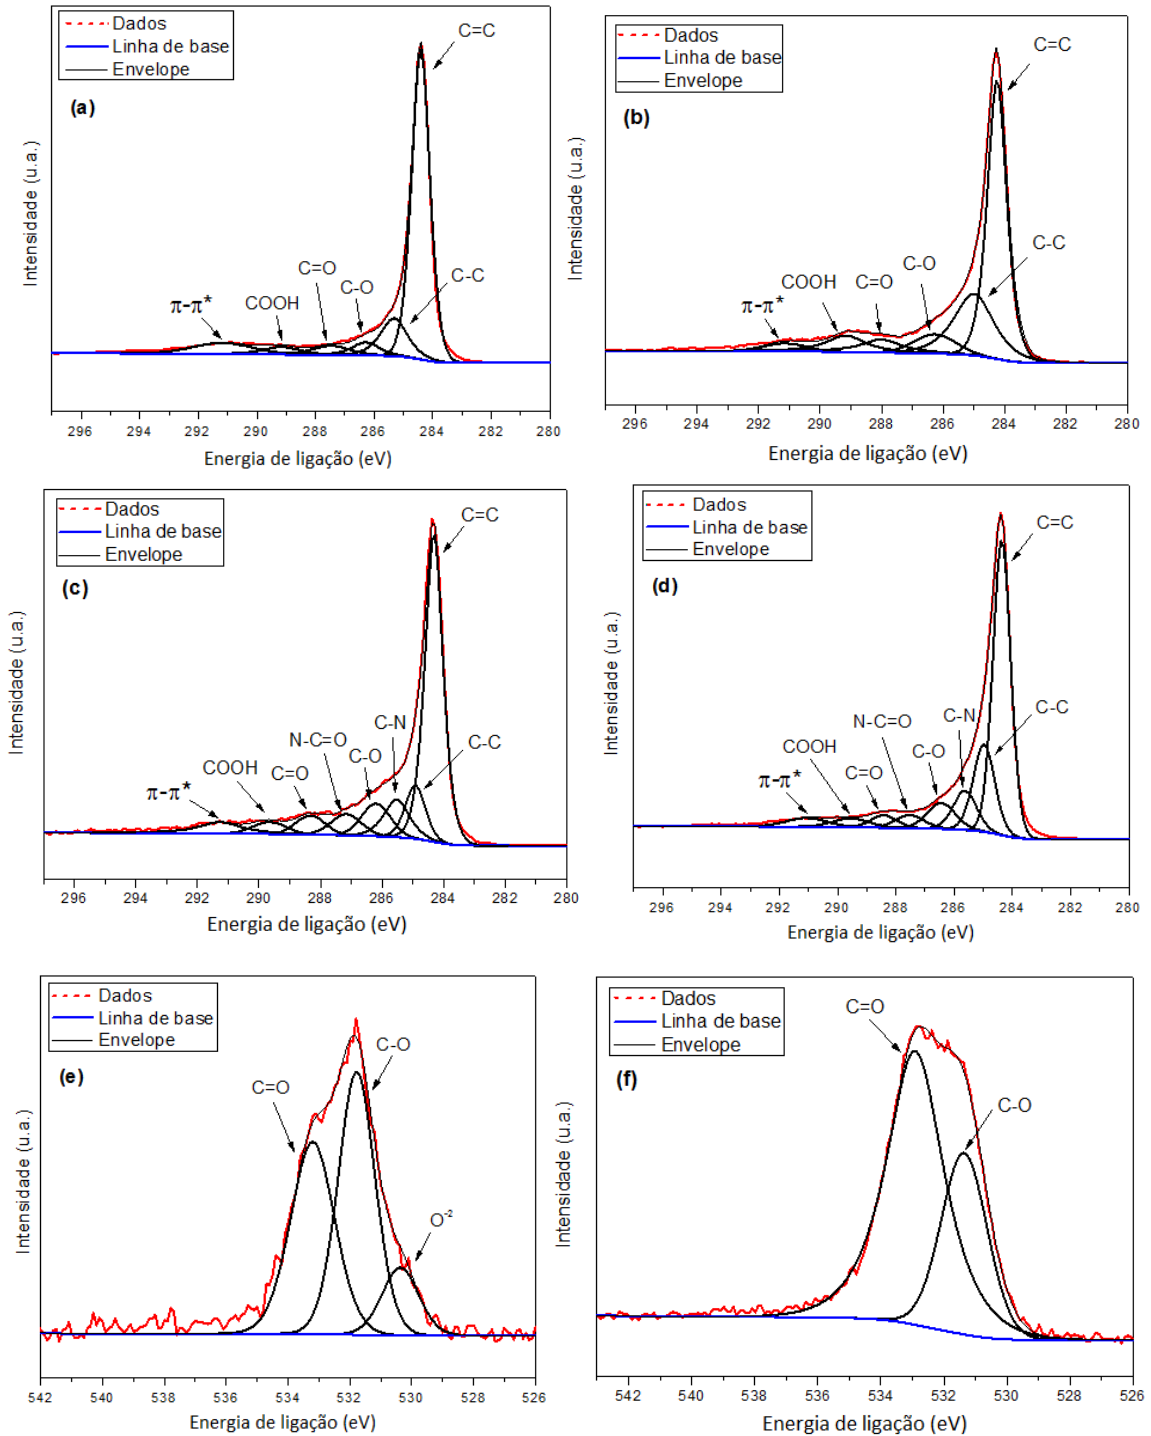 Dados
Linha de base
Envelope
(a)
C=C
C=O
C-O
C-C
COOH
π-π*
Intensidade (u.a.)
296 294 292 290 288 286 284 282 280
Energia de ligação (eV)
Dados
Linha de base
Envelope
(b)
C=C
C-C
C-O
COOH
C=O
π-π*
Intensidade (u.a.)
296 294 292 290 288 286 284 282 280
Energia de ligação (eV)
Dados
Linha de base
Envelope
(c)
C=C
C-N
N-C=O
C-O
C-C
COOH
C=O
π-π*
Intensidade (u.a.)
296 294 292 290 288 286 284 282 280
Energia de ligação (eV)
Dados
Linha de base
Envelope
(d)
C=C
C-C
C-N
N-C=O
COOH
C-O
π-π*
C=O
Intensidade (u.a.)
296 294 292 290 288 286 284 282 280
Energia de ligação (eV)
Dados
Linha de base
Envelope
(e)
C-O
C=O
O-2
Intensidade (u.a.)
542 540 538 536 534 532 530 528 526
Energia de ligação (eV)
Dados
Linha de base
Envelope
(f)
C=O
C-O
Intensidade (u.a.)
542 540 538 536 534 532 530 528 526
Energia de ligação (eV)